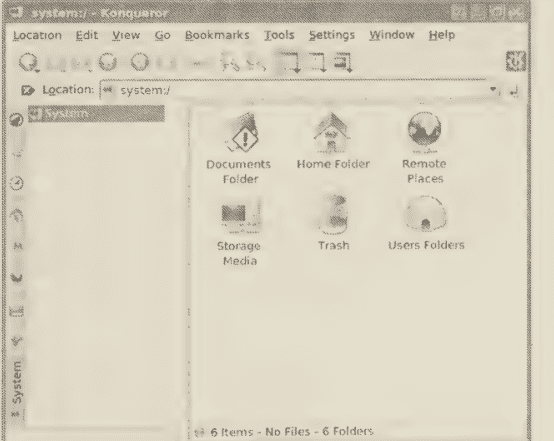 system:/ - Konqueror
Location Edit View Go Bookmarks Tools Settings Window Help
Location: system:/
System
Documents Folder
Home Folder
Remote Places
Storage Media
Trash
Users Folders
System
6 Items - No Files - 6 Folders